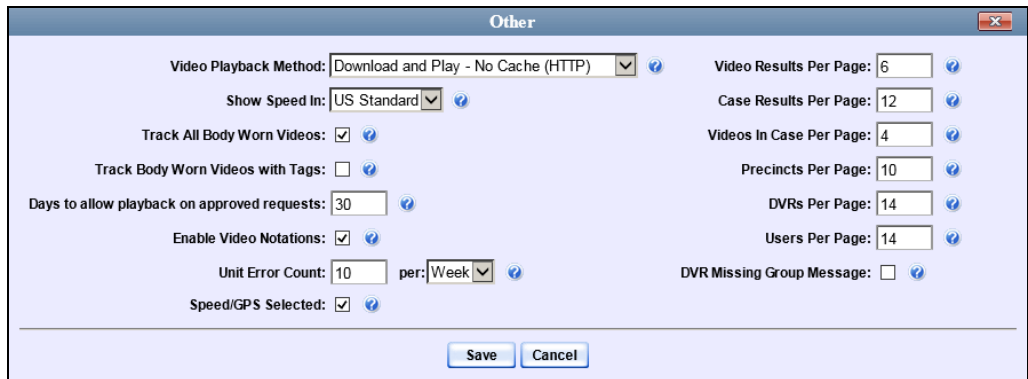 Other
Video Playback Method: Download and Play - No Cache (HTTP)
Show Speed In: US Standard
Track All Body Worn Videos:
Track Body Worn Videos with Tags:
Days to allow playback on approved requests: 30
Enable Video Notations:
Unit Error Count: 10 per: Week
Speed/GPS Selected:
Video Results Per Page: 6
Case Results Per Page: 12
Videos In Case Per Page: 4
Precincts Per Page: 10
DVRs Per Page: 14
Users Per Page: 14
DVR Missing Group Message:
Save Cancel